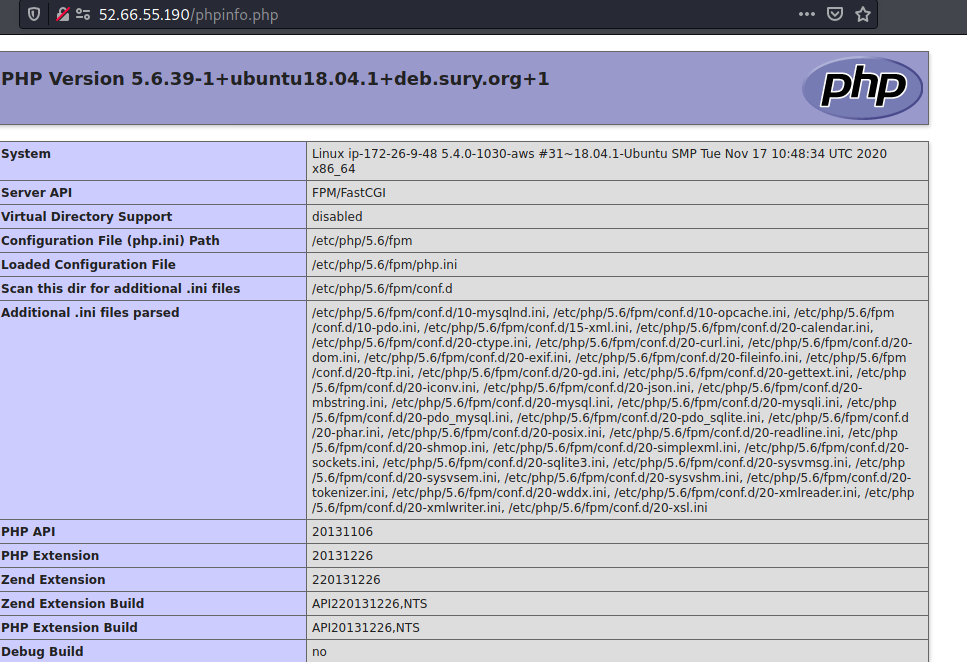 52.66.55.190/phpinfo.php
PHP Version 5.6.39-1+ubuntu18.04.1+deb.sury.org+1
php
System
Linux ip-172-26-9-48 5.4.0-1030-aws #31~18.04.1-Ubuntu SMP Tue Nov 17 10:48:34 UTC 2020
x86_64
Server API
FPM/FastCGI
Virtual Directory Support
disabled
Configuration File (php.ini) Path
/etc/php/5.6/fpm
Loaded Configuration File
/etc/php/5.6/fpm/php.ini
Scan this dir for additional .ini files
/etc/php/5.6/fpm/conf.d
Additional .ini files parsed
/etc/php/5.6/fpm/conf.d/10-mysqlnd.ini, /etc/php/5.6/fpm/conf.d/10-opcache.ini, /etc/php/5.6/fpm
/conf.d/10-pdo.ini, /etc/php/5.6/fpm/conf.d/15-xml.ini, /etc/php/5.6/fpm/conf.d/20-calendar.ini,
/etc/php/5.6/fpm/conf.d/20-ctype.ini, /etc/php/5.6/fpm/conf.d/20-curl.ini, /etc/php/5.6/fpm/conf.d/20-
dom.ini, /etc/php/5.6/fpm/conf.d/20-exif.ini, /etc/php/5.6/fpm/conf.d/20-fileinfo.ini, /etc/php/5.6/fpm
/conf.d/20-ftp.ini, /etc/php/5.6/fpm/conf.d/20-gd.ini, /etc/php/5.6/fpm/conf.d/20-gettext.ini, /etc/php
/5.6/fpm/conf.d/20-iconv.ini, /etc/php/5.6/fpm/conf.d/20-json.ini, /etc/php/5.6/fpm/conf.d/20-
mbstring.ini, /etc/php/5.6/fpm/conf.d/20-mysql.ini, /etc/php/5.6/fpm/conf.d/20-mysqli.ini, /etc/php
/5.6/fpm/conf.d/20-pdo_mysql.ini, /etc/php/5.6/fpm/conf.d/20-pdo_sqlite.ini, /etc/php/5.6/fpm/conf.d
/20-phar.ini, /etc/php/5.6/fpm/conf.d/20-posix.ini, /etc/php/5.6/fpm/conf.d/20-readline.ini, /etc/php
/5.6/fpm/conf.d/20-shmop.ini, /etc/php/5.6/fpm/conf.d/20-simplexml.ini, /etc/php/5.6/fpm/conf.d/20-
sockets.ini, /etc/php/5.6/fpm/conf.d/20-sqlite3.ini, /etc/php/5.6/fpm/conf.d/20-sysvmsg.ini, /etc/php
/5.6/fpm/conf.d/20-sysvsem.ini, /etc/php/5.6/fpm/conf.d/20-sysvshm.ini, /etc/php/5.6/fpm/conf.d/20-
tokenizer.ini, /etc/php/5.6/fpm/conf.d/20-wddx.ini, /etc/php/5.6/fpm/conf.d/20-xmlreader.ini, /etc/php
/5.6/fpm/conf.d/20-xmlwriter.ini, /etc/php/5.6/fpm/conf.d/20-xsl.ini
PHP API
20131106
PHP Extension
20131226
Zend Extension
220131226
Zend Extension Build
API220131226,NTS
PHP Extension Build
API20131226,NTS
Debug Build
no